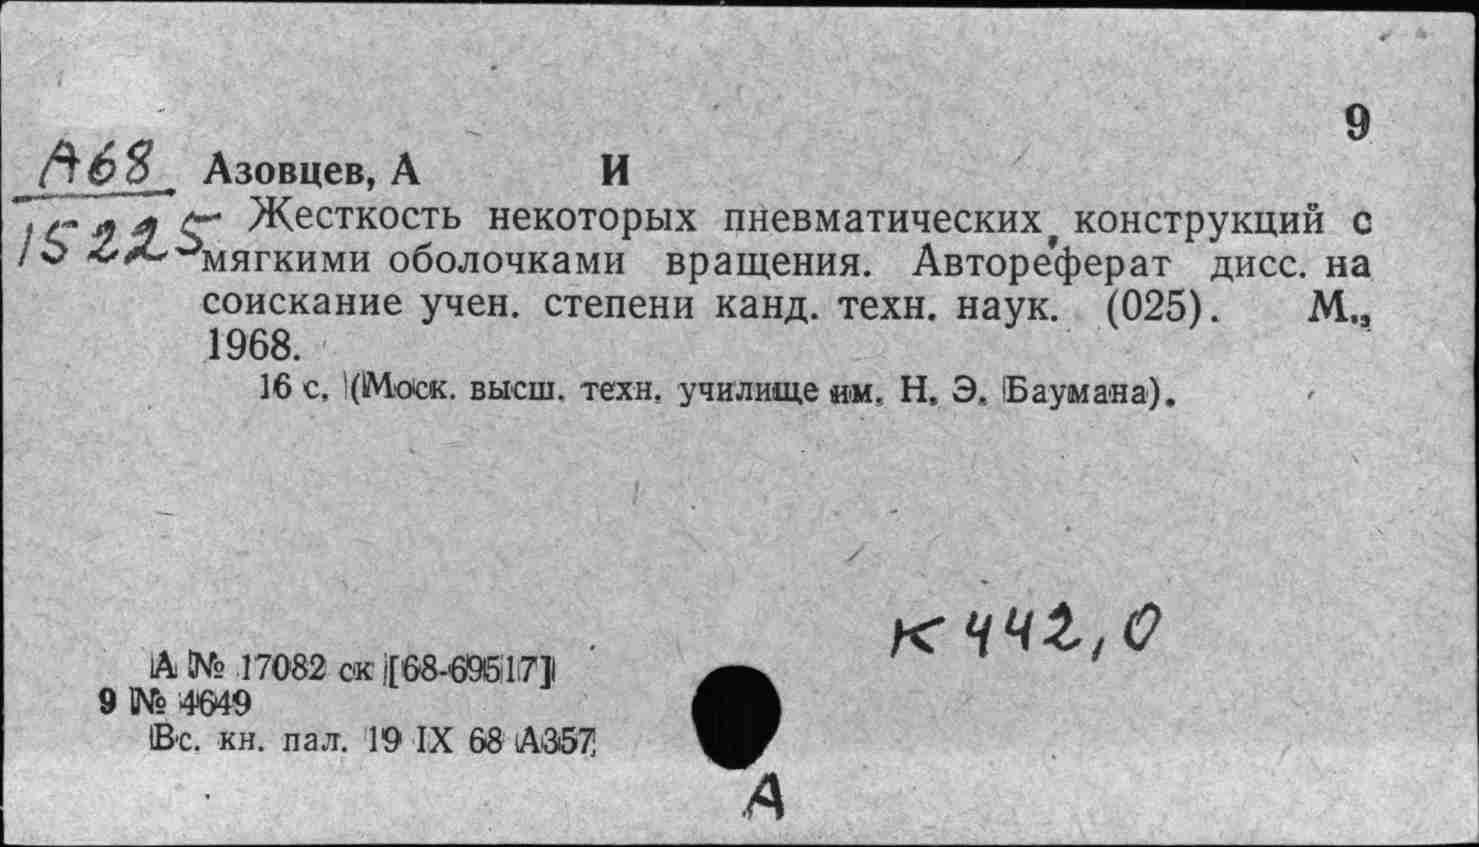 9
А68 Азовцев, А И
15225 Жесткость некоторых пневматических конструкций с
мягкими оболочками вращения. Автореферат дисс. на
соискание учен. степени канд. техн. наук. (025). М.,
1968.
16 с. (Моск. высш. техн. училище им. Н. Э. Баумана).
К 442,0
А № 17082 ск [68-69517]
9 № 4649
Вс. кн. пал. 19 IX 68 А357
А